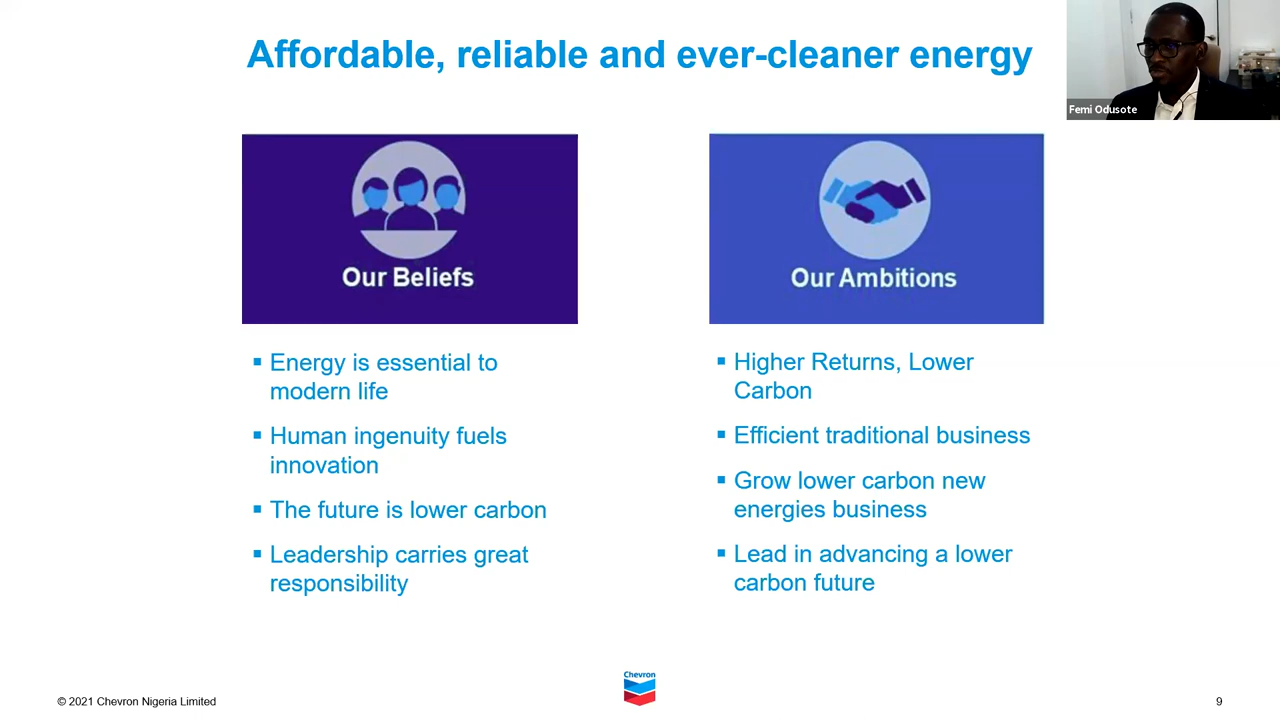 Affordable, reliable and ever-cleaner energy
Femi Odusote
Our Beliefs
▪ Energy is essential to
modern life
▪ Human ingenuity fuels
innovation
▪ The future is lower carbon
▪ Leadership carries great
responsibility
Our Ambitions
▪ Higher Returns, Lower
Carbon
▪ Efficient traditional business
▪ Grow lower carbon new
energies business
▪ Lead in advancing a lower
carbon future
© 2021 Chevron Nigeria Limited
Chevron
9